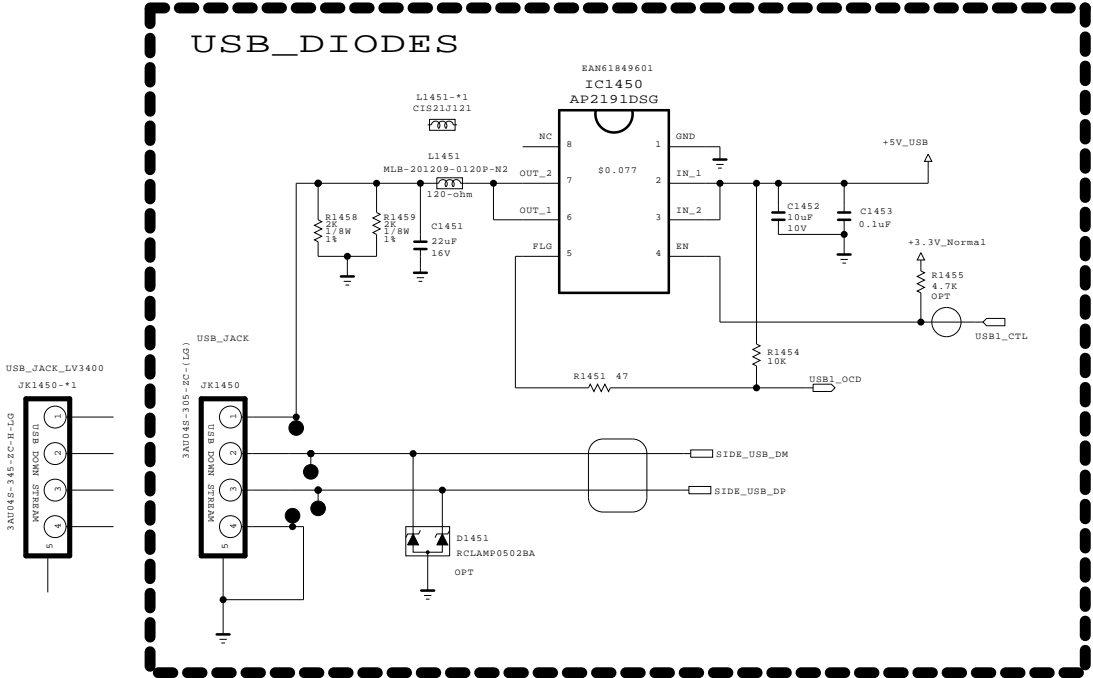 USB_DIODES
EAN61849601
IC1450
AP2191DSG
L1451-*1
CIS21J121
L1451
MLB-201209-0120P-N2
120-ohm
NC
8
OUT_2
7
OUT_1
6
FLG
5
$0.077
1
GND
2
IN_1
3
IN_2
4
EN
+5V_USB
R1458
2K
1/8W
1%
R1459
2K
1/8W
1%
C1451
22uF
16V
C1452
10uF
10V
C1453
0.1uF
+3.3V_Normal
R1455
4.7K
OPT
USB1_CTL
R1454
10K
R1451 47
USB1_OCD
USB_JACK_LV3400
JK1450-*1
3AU04S-345-ZC-H-LG
USB DOWN STREAM
1
2
3
4
5
USB_JACK
3AU04S-305-ZC-(LG)
JK1450
USB DOWN STREAM
1
2
3
4
5
SIDE_USB_DM
SIDE_USB_DP
D1451
RCLAMP0502BA
OPT